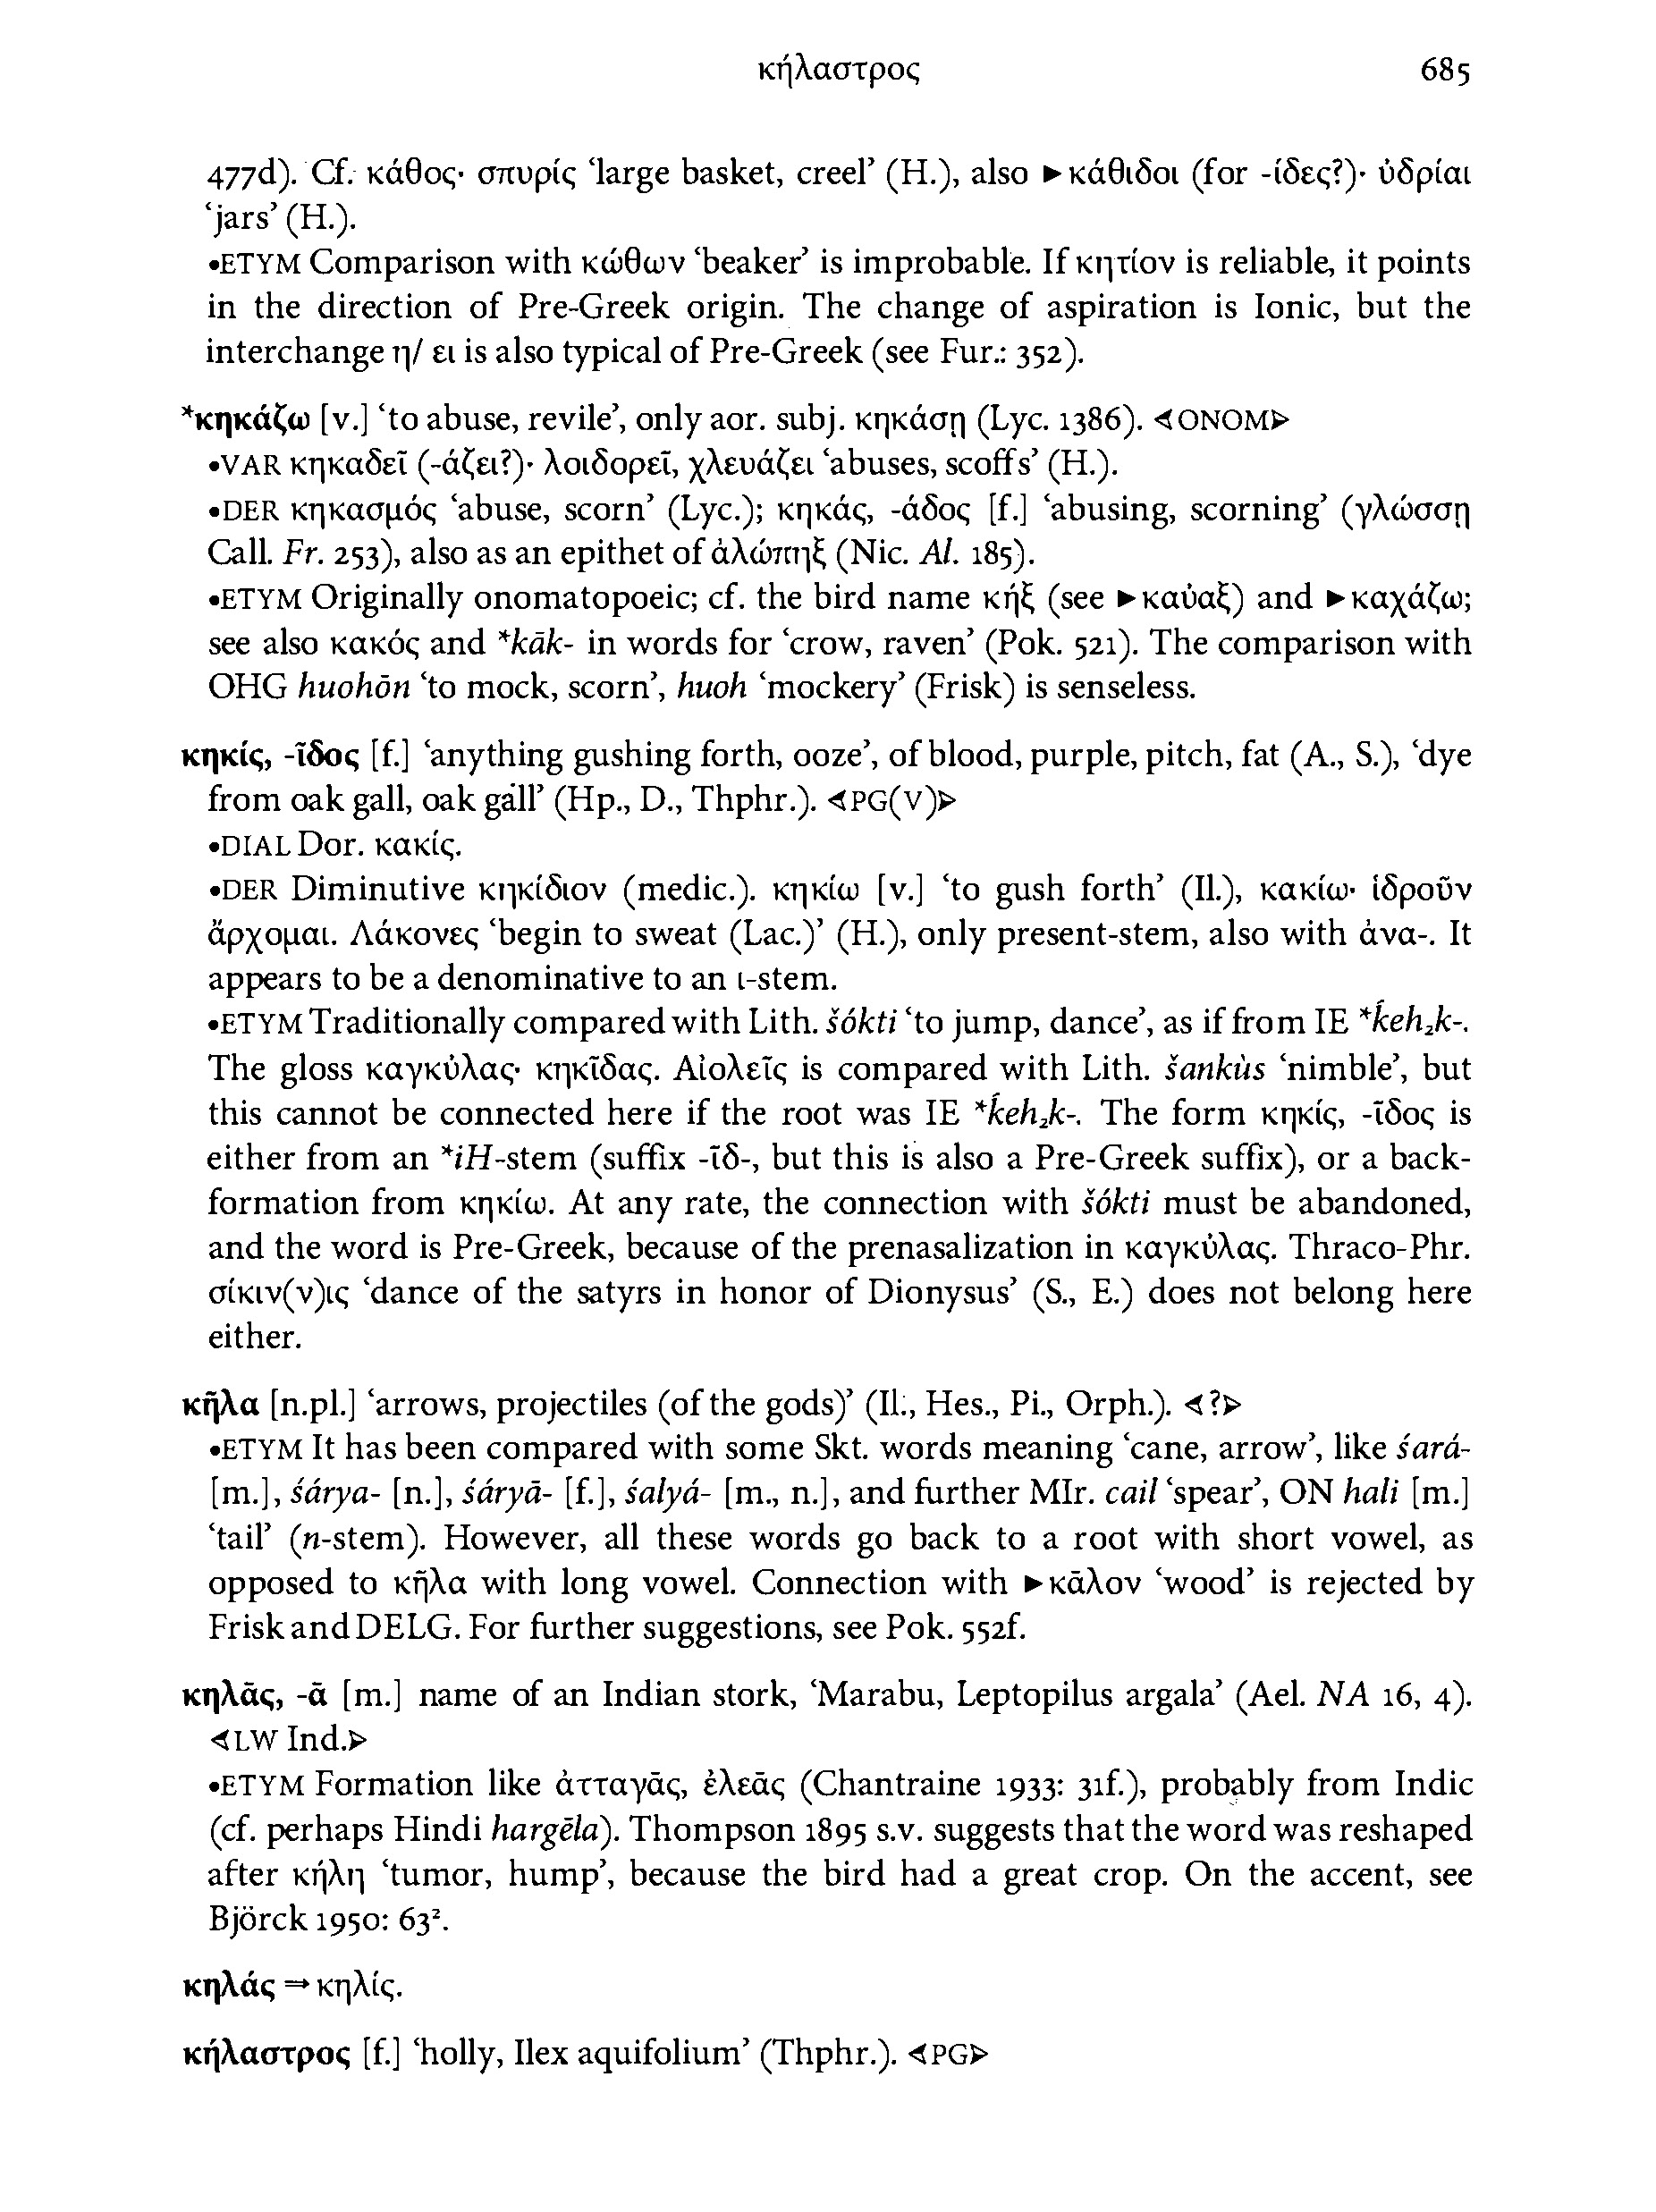 κήλαστρος 685
477d). Cf. κάθος· σπυρίς ‘large basket, creel’ (H.), also ►κάθιδοι (for -ίδες?)· ὑδρίαι
‘jars’ (H.).
•ETYM Comparison with κώθων ‘beaker’ is improbable. If κητίον is reliable, it points
in the direction of Pre-Greek origin. The change of aspiration is Ionic, but the
interchange η/ ει is also typical of Pre-Greek (see Fur.: 352).
*κηκάζω [v.] ‘to abuse, revile’, only aor. subj. κηκάσῃ (Lyc. 1386). ⊲ONOM⊳
•VAR κηκαδεῖ (-άζει?)· λοιδορεῖ, χλευάζει ‘abuses, scoffs’ (H.).
•DER κηκασμός ‘abuse, scorn’ (Lyc.); κηκάς, -άδος [f.] ‘abusing, scorning’ (γλώσσῃ
Call. Fr. 253), also as an epithet of ἀλώπηξ (Nic. Al. 185).
•ETYM Originally onomatopoeic; cf. the bird name κήξ (see ►καύαξ) and ►καχάζω;
see also κακός and *kāk- in words for ‘crow, raven’ (Pok. 521). The comparison with
OHG huohōn ‘to mock, scorn’, huoh ‘mockery’ (Frisk) is senseless.
κηκίς, -ῖδος [f.] ‘anything gushing forth, ooze’, of blood, purple, pitch, fat (A., S.), ‘dye
from oak gall, oak gall’ (Hp., D., Thphr.). ⊲PG(V)⊳
•DIAL Dor. κακίς.
•DER Diminutive κηκίδιον (medic.). κηκίω [v.] ‘to gush forth’ (Il.), κακίω· ἱδροῦν
ἄρχομαι. Λάκονες ‘begin to sweat (Lac.)’ (H.), only present-stem, also with ἀνα-. It
appears to be a denominative to an ι-stem.
•ETYM Traditionally compared with Lith. šókti ‘to jump, dance’, as if from IE *ḱeh₂k-.
The gloss καγκύλας· κηκῖδας. Αἰολεῖς is compared with Lith. šankùs ‘nimble’, but
this cannot be connected here if the root was IE *ḱeh₂k-. The form κηκίς, -ῖδος is
either from an *iH-stem (suffix -ῑδ-, but this is also a Pre-Greek suffix), or a back-
formation from κηκίω. At any rate, the connection with šókti must be abandoned,
and the word is Pre-Greek, because of the prenasalization in καγκύλας. Thraco-Phr.
σίκιν(ν)ις ‘dance of the satyrs in honor of Dionysus’ (S., E.) does not belong here
either.
κῆλα [n.pl.] ‘arrows, projectiles (of the gods)’ (Il., Hes., Pi., Orph.). ⊲?⊳
•ETYM It has been compared with some Skt. words meaning ‘cane, arrow’, like śará-
[m.], śárya- [n.], śáryā- [f.], śalyá- [m., n.], and further MIr. cail ‘spear’, ON hali [m.]
‘tail’ (n-stem). However, all these words go back to a root with short vowel, as
opposed to κῆλα with long vowel. Connection with ►κᾶλον ‘wood’ is rejected by
Frisk and DELG. For further suggestions, see Pok. 552f.
κηλᾶς, -ᾶ [m.] name of an Indian stork, ‘Marabu, Leptopilus argala’ (Ael. NA 16, 4).
⊲LW Ind.⊳
•ETYM Formation like ἀτταγᾶς, ἐλεᾶς (Chantraine 1933: 31f.), probably from Indic
(cf. perhaps Hindi hargēla). Thompson 1895 s.v. suggests that the word was reshaped
after κήλη ‘tumor, hump’, because the bird had a great crop. On the accent, see
Björck 1950: 63².
κηλάς ⇒ κηλίς.
κήλαστρος [f.] ‘holly, Ilex aquifolium’ (Thphr.). ⊲PG⊳